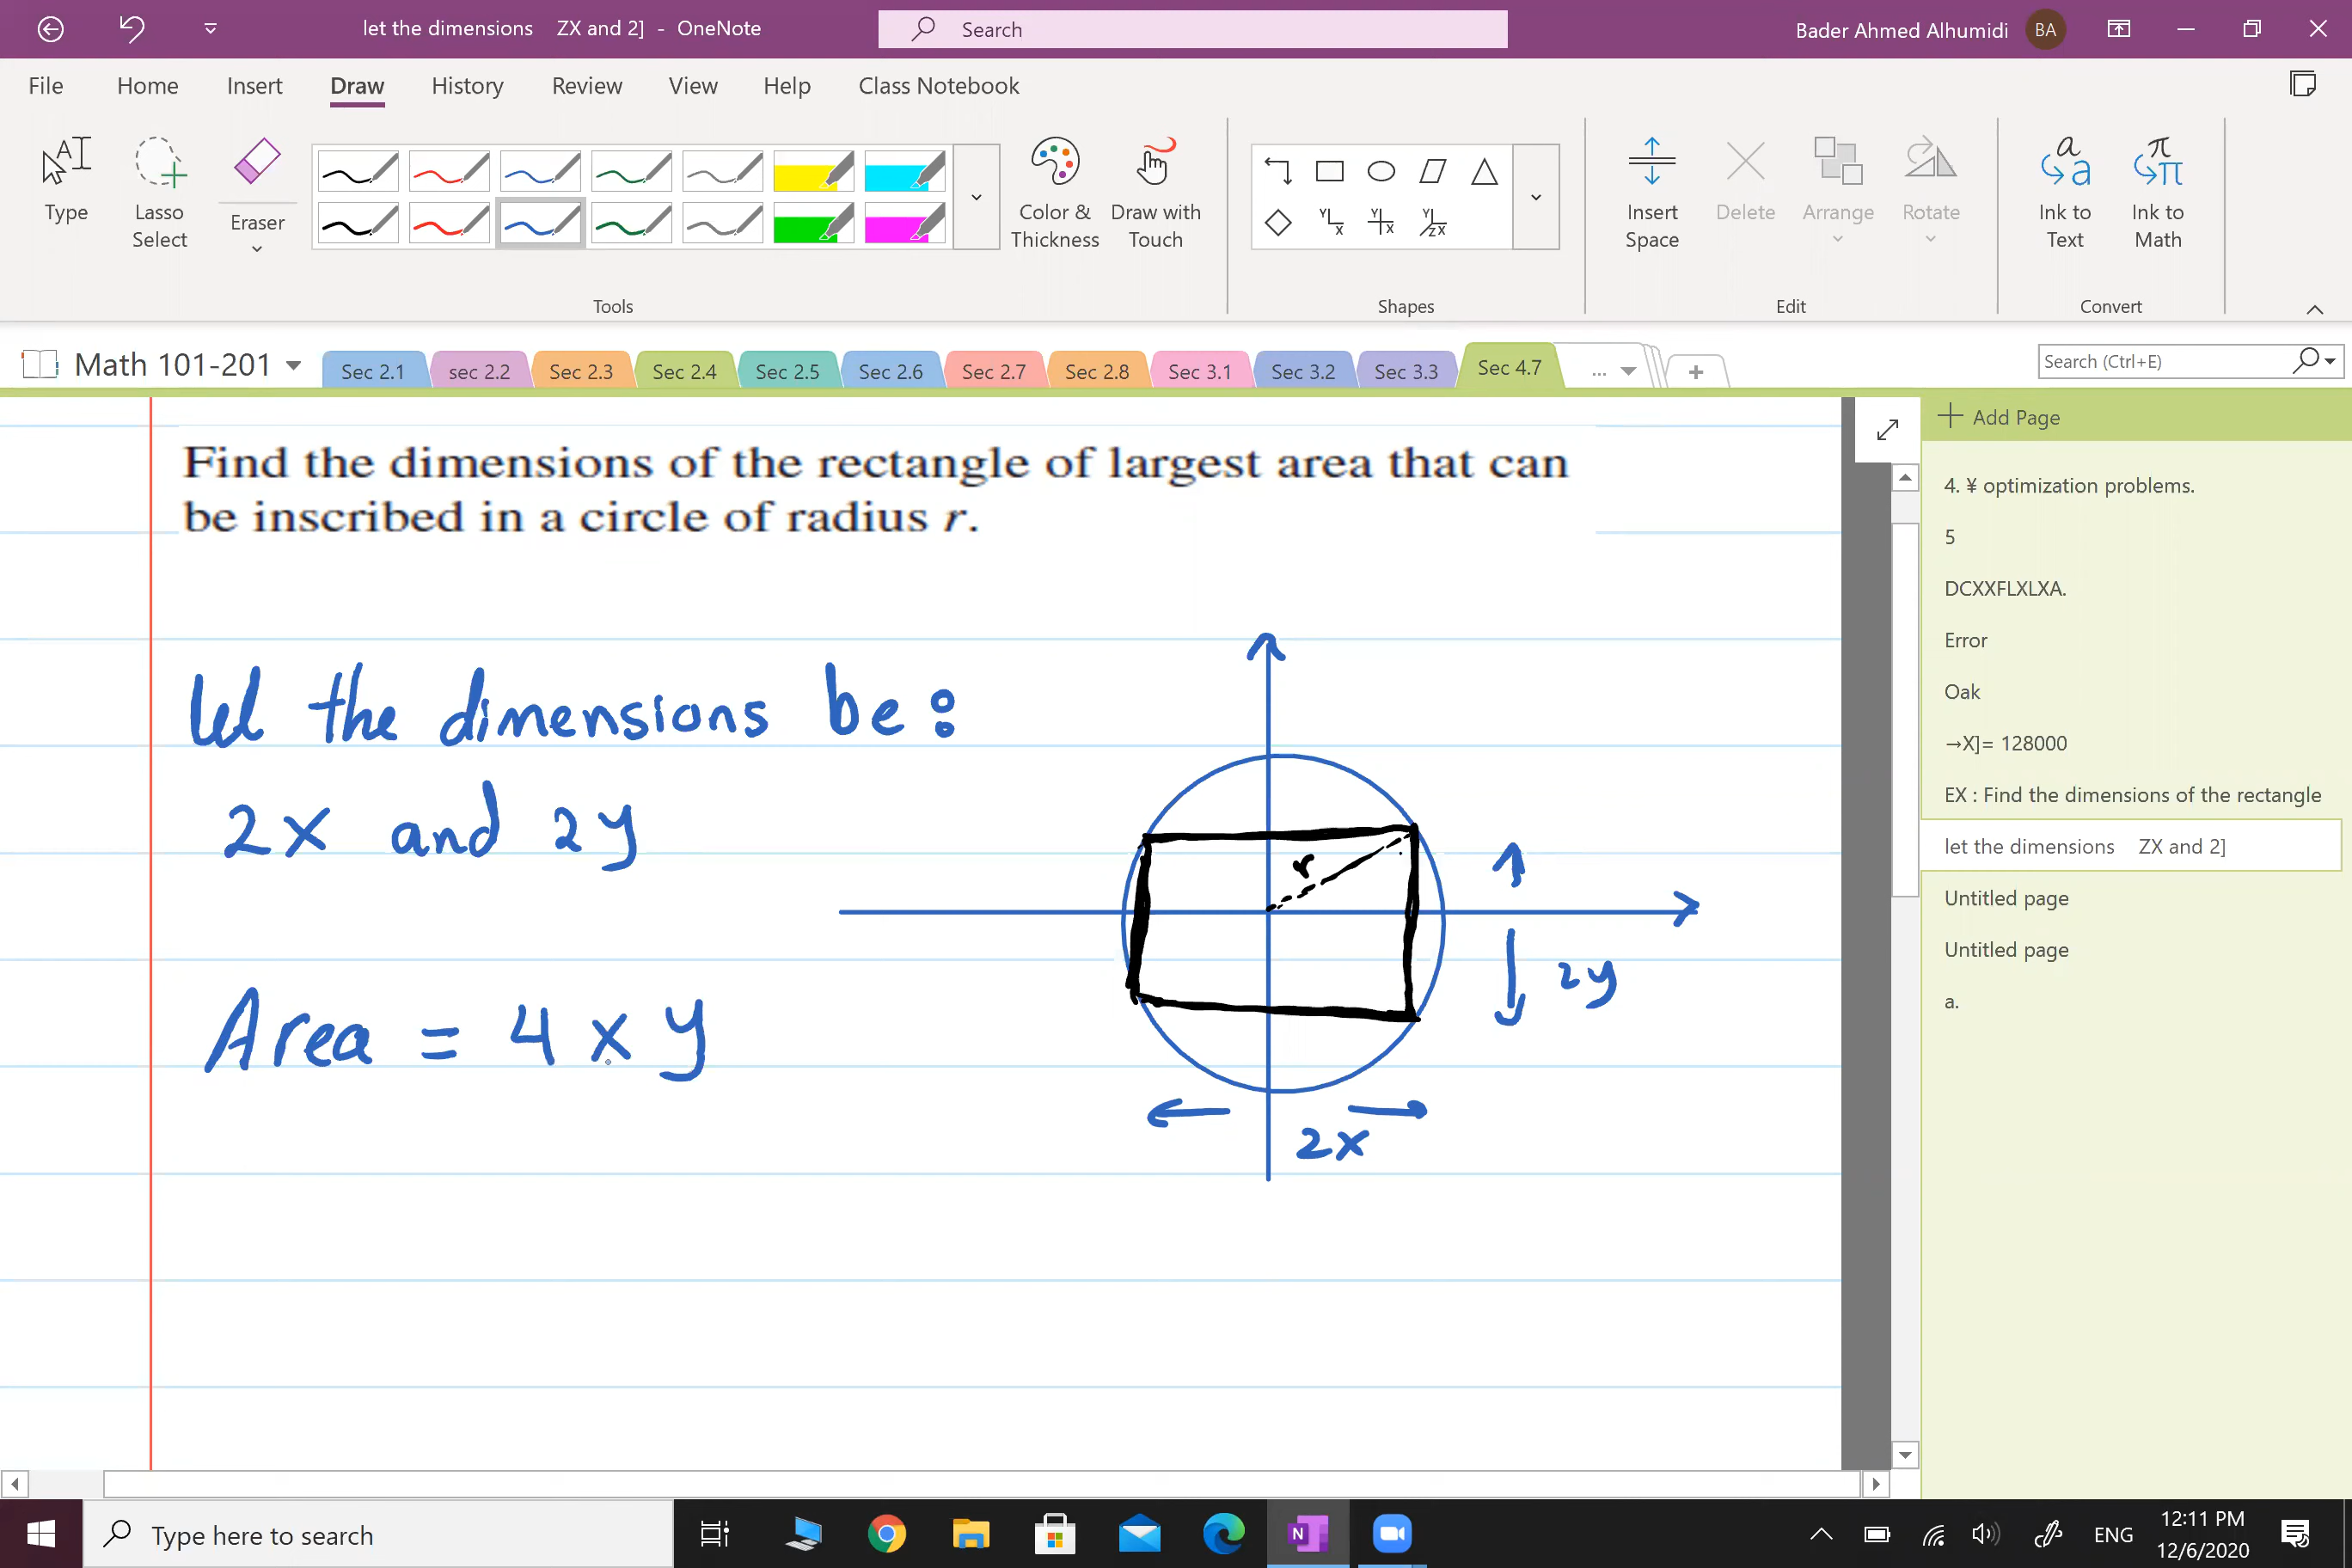 let the dimensions ZX and 2] - OneNote
Search
Bader Ahmed Alhumidi
BA
File Home Insert Draw History Review View Help Class Notebook
Type
Lasso Select
Eraser
Color & Thickness
Draw with Touch
Insert Space
Delete
Arrange
Rotate
Ink to Text
Ink to Math
Tools
Shapes
Edit
Convert
Math 101-201
Sec 2.1 sec 2.2 Sec 2.3 Sec 2.4 Sec 2.5 Sec 2.6 Sec 2.7 Sec 2.8 Sec 3.1 Sec 3.2 Sec 3.3 Sec 4.7 ...
Search (Ctrl+E)
Find the dimensions of the rectangle of largest area that can
be inscribed in a circle of radius r.
let the dimensions be:
2x and 2y
Area = 4 x y
r
2y
2x
Add Page
4. ¥ optimization problems.
5
DCXXFLXLXA.
Error
Oak
→X]= 128000
EX : Find the dimensions of the rectangle
let the dimensions ZX and 2]
Untitled page
Untitled page
a.
Type here to search
ENG
12:11 PM
12/6/2020